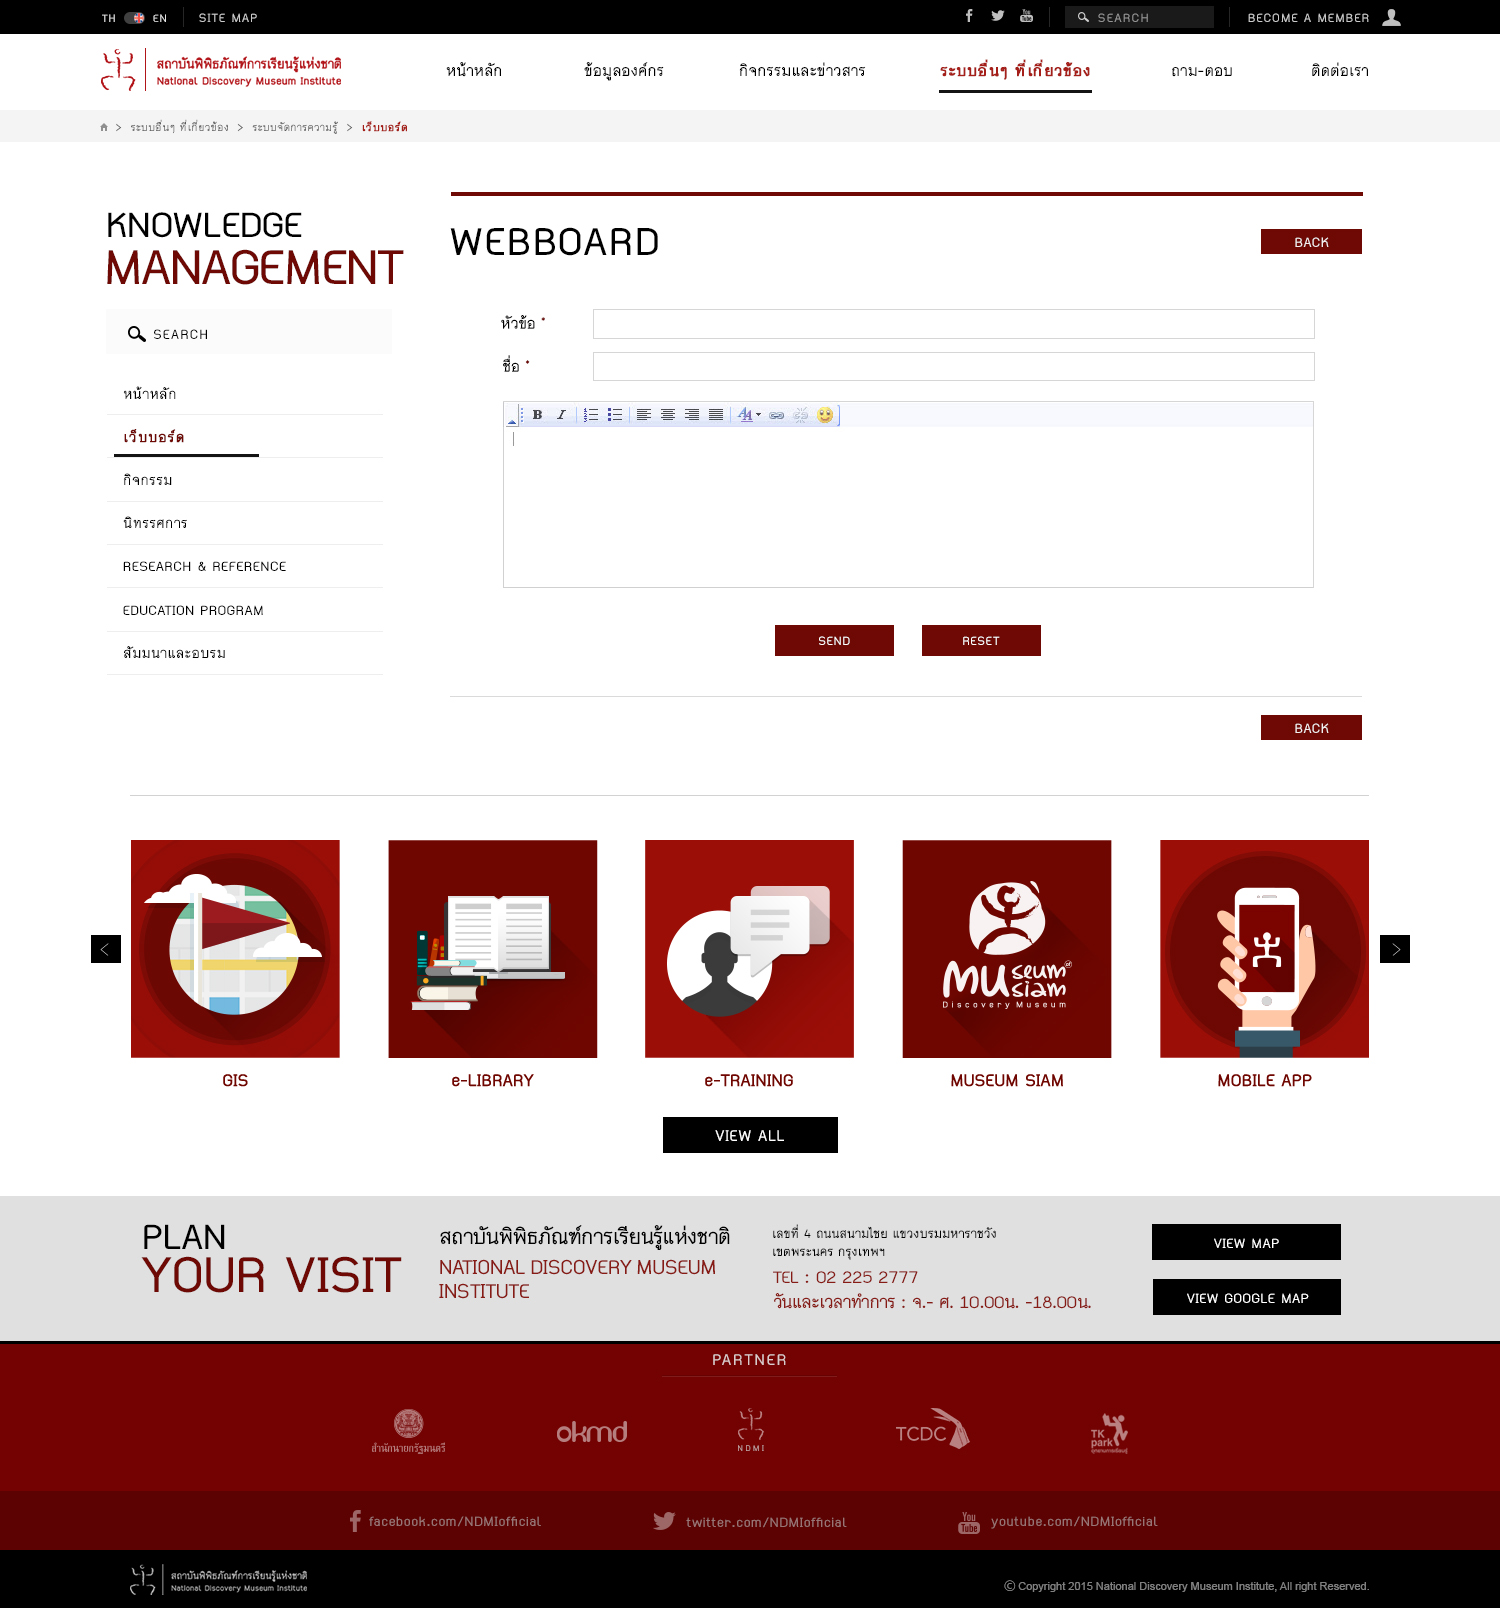 TH EN SITE MAP
SEARCH
BECOME A MEMBER
สถาบันพิพิธภัณฑ์การเรียนรู้แห่งชาติ
National Discovery Museum Institute
หน้าหลัก
ข้อมูลองค์กร
กิจกรรมและข่าวสาร
ระบบอื่นๆ ที่เกี่ยวข้อง
ถาม-ตอบ
ติดต่อเรา
> ระบบอื่นๆ ที่เกี่ยวข้อง > ระบบจัดการความรู้ > เว็บบอร์ด
KNOWLEDGE
MANAGEMENT
SEARCH
หน้าหลัก
เว็บบอร์ด
กิจกรรม
นิทรรศการ
RESEARCH & REFERENCE
EDUCATION PROGRAM
สัมมนาและอบรม
WEBBOARD
BACK
หัวข้อ *
ชื่อ *
B I
SEND
RESET
BACK
<
MUseum siam
Discovery Museum
>
GIS
e-LIBRARY
e-TRAINING
MUSEUM SIAM
MOBILE APP
VIEW ALL
PLAN
YOUR VISIT
สถาบันพิพิธภัณฑ์การเรียนรู้แห่งชาติ
NATIONAL DISCOVERY MUSEUM
INSTITUTE
เลขที่ 4 ถนนสนามไชย แขวงบรมมหาราชวัง
เขตพระนคร กรุงเทพฯ
TEL : 02 225 2777
วันและเวลาทำการ : จ.- ศ. 10.00น. -18.00น.
VIEW MAP
VIEW GOOGLE MAP
PARTNER
สำนักนายกรัฐมนตรี
okmd
NDMI
TCDC
TK
park
facebook.com/NDMIofficial
twitter.com/NDMIofficial
You
Tube
youtube.com/NDMIofficial
สถาบันพิพิธภัณฑ์การเรียนรู้แห่งชาติ
National Discovery Museum Institute
© Copyright 2015 National Discovery Museum Institute, All right Reserved.